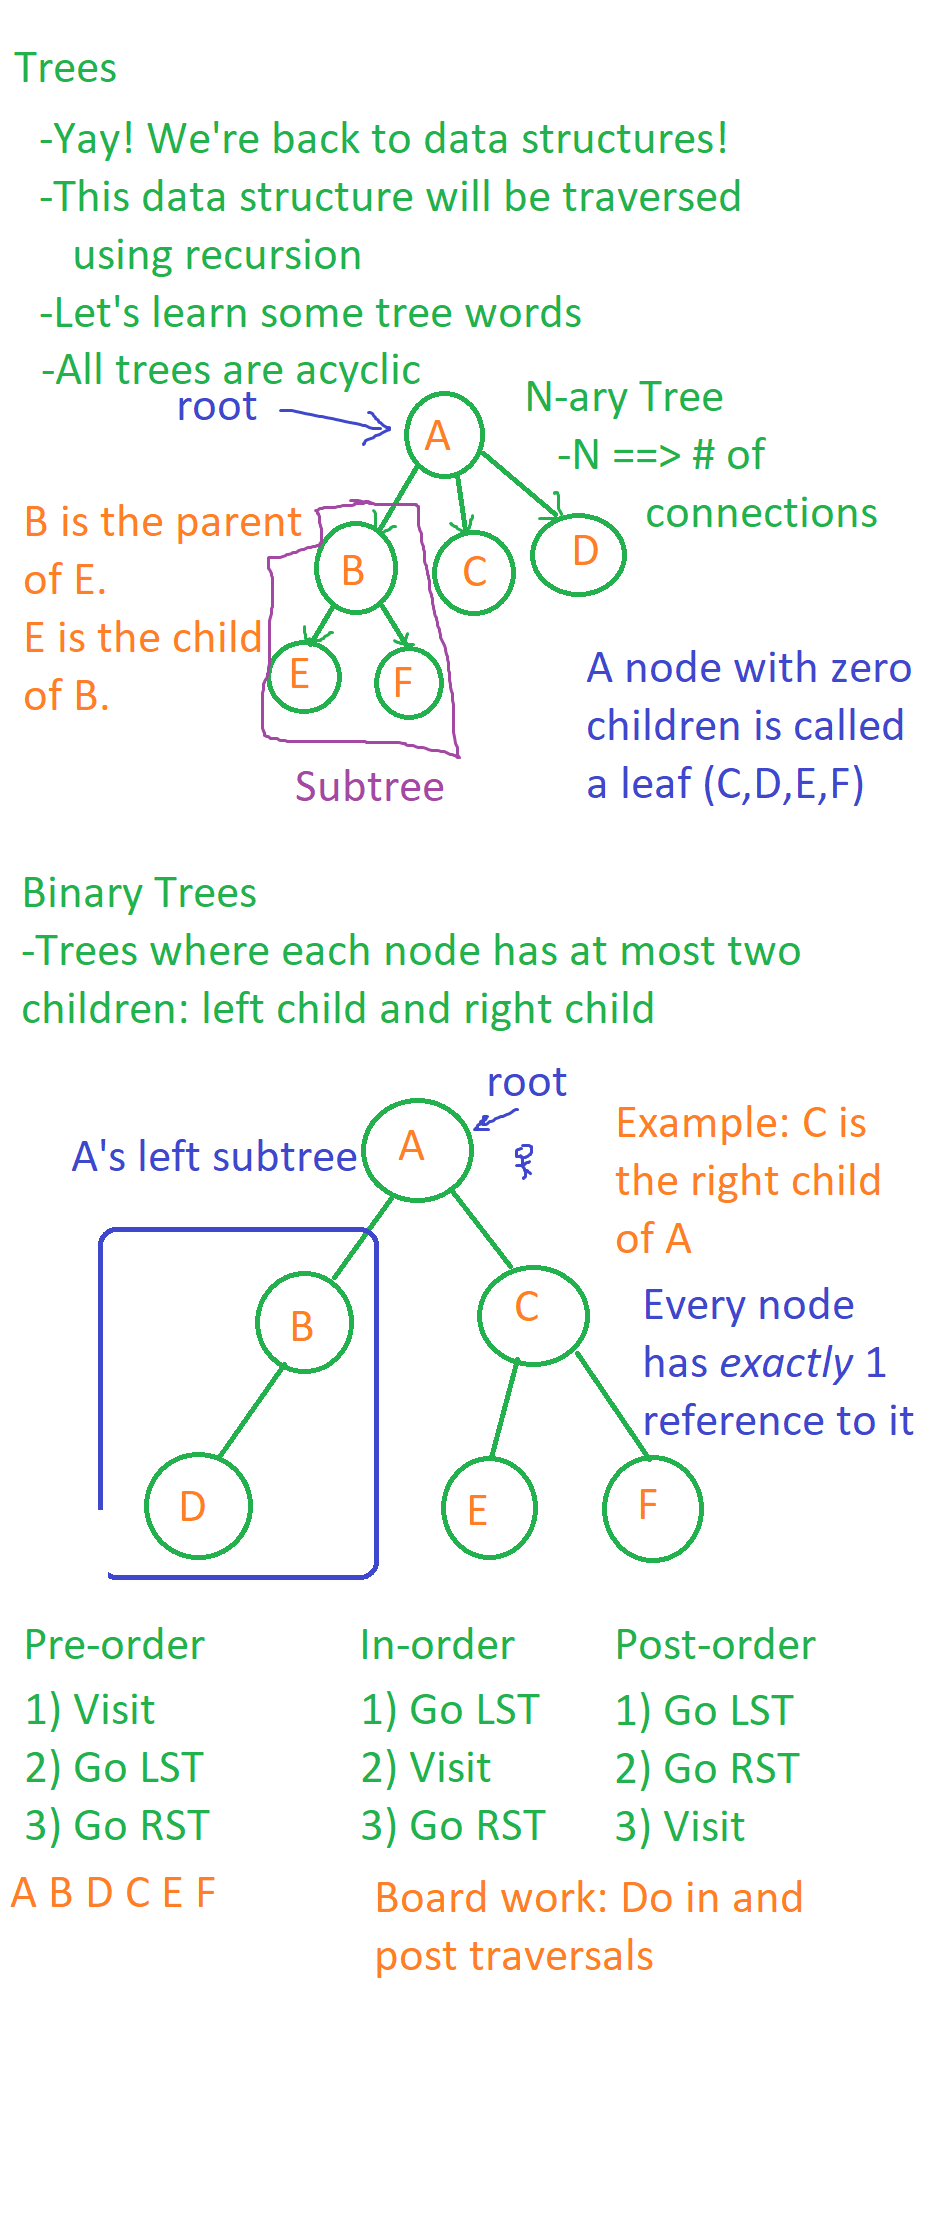 Trees
-Yay! We're back to data structures!
-This data structure will be traversed
using recursion
-Let's learn some tree words
-All trees are acyclic
root
A
N-ary Tree
-N ==> # of
connections
B is the parent
of E.
E is the child
of B.
B
C
D
E
F
Subtree
A node with zero
children is called
a leaf (C,D,E,F)
Binary Trees
-Trees where each node has at most two
children: left child and right child
root
A's left subtree
A
Example: C is
the right child
of A
B
C
Every node
has exactly 1
reference to it
D
E
F
Pre-order
1) Visit
2) Go LST
3) Go RST
A B D C E F
In-order
1) Go LST
2) Visit
3) Go RST
Post-order
1) Go LST
2) Go RST
3) Visit
Board work: Do in and
post traversals